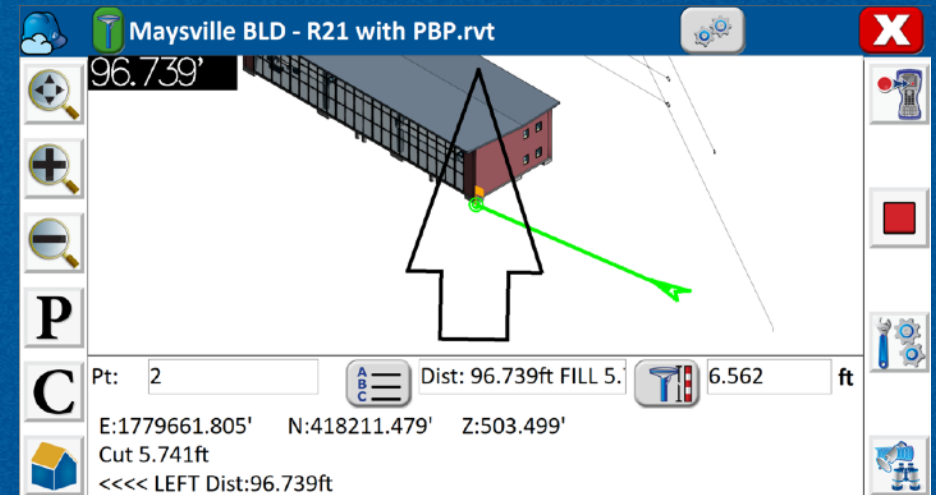 Maysville BLD - R21 with PBP.rvt
96.739'
P
C
Pt: 2 A B C Dist: 96.739ft FILL 5. 6.562 ft
E:1779661.805' N:418211.479' Z:503.499'
Cut 5.741ft
<<<< LEFT Dist:96.739ft